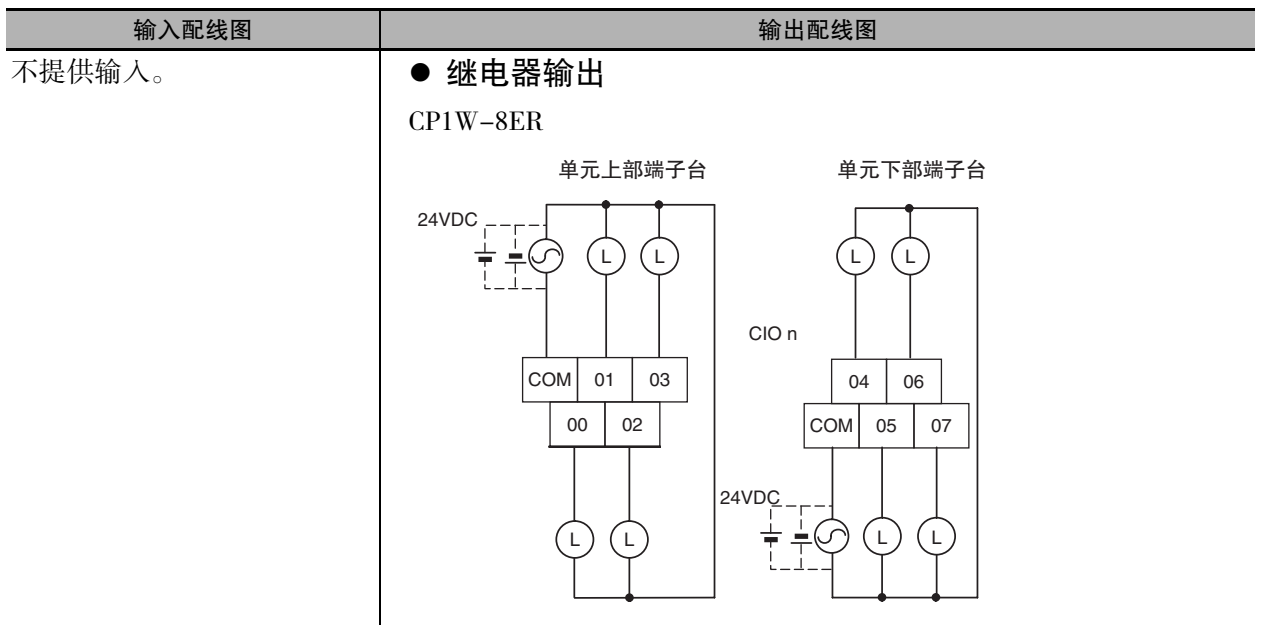 输入配线图 输出配线图
不提供输入。
● 继电器输出
CP1W-8ER
单元上部端子台 单元下部端子台
24VDC
L L L L
CIO n
COM 01 03 04 06
00 02 COM 05 07
24VDC
L L L L